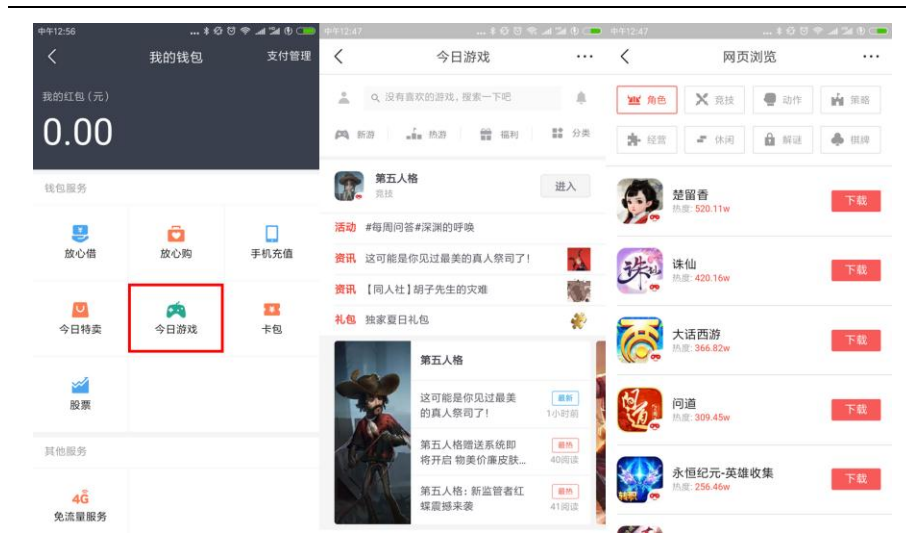 中午12:56
我的钱包
支付管理
我的红包（元）
0.00
钱包服务
放心借
放心购
手机充值
今日特卖
今日游戏
卡包
股票
其他服务
4G
免流量服务
中午12:47
今日游戏
没有喜欢的游戏，搜索一下吧
新游
热游
福利
分类
第五人格
竞技
进入
活动 #每周问答#深渊的呼唤
资讯 这可能是你见过最美的真人祭司了！
资讯 【同人社】胡子先生的灾难
礼包 独家夏日礼包
第五人格
这可能是你见过最美
的真人祭司了！
最新
1小时前
第五人格赠送系统即
将开启 物美价廉皮肤...
最热
40阅读
第五人格：新监管者红
蝶震撼来袭
最热
41阅读
中午12:47
网页浏览
角色
竞技
动作
策略
经营
休闲
解谜
棋牌
楚留香
热度: 520.11w
下载
诛仙
热度: 420.16w
下载
大话西游
热度: 366.82w
下载
问道
热度: 309.45w
下载
永恒纪元-英雄收集
热度: 256.46w
下载